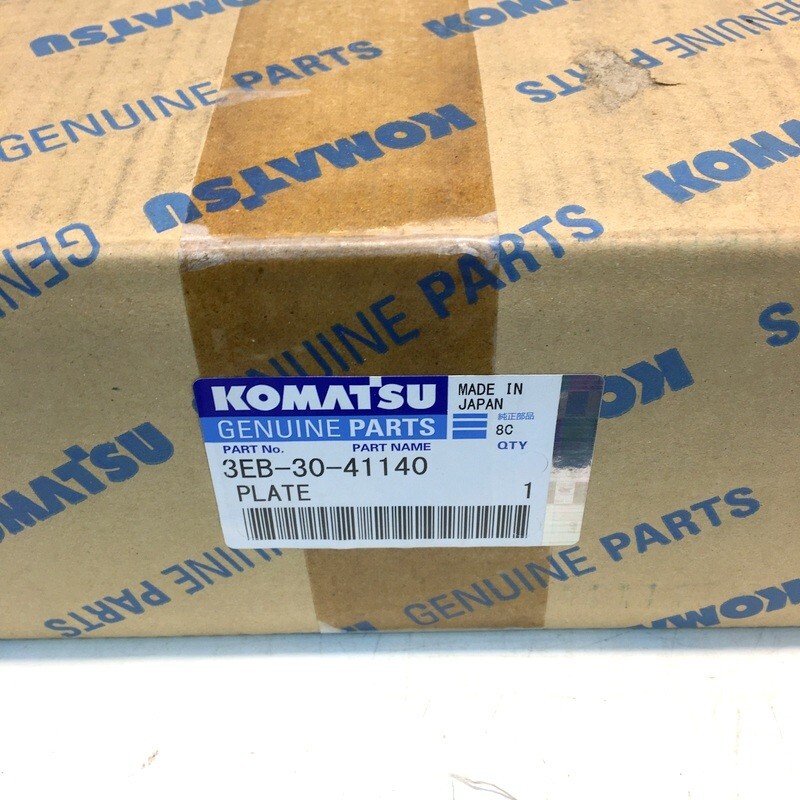 KOMATSU
GENUINE PARTS
GENUINE PARTS
KOMATSU
GENUINE PARTS
KOMATSU
GENUINE PARTS
KOMATSU
GENUINE PARTS
KOMATSU MADE IN
JAPAN
GENUINE PARTS 純正部品
8C
PART No. PART NAME QTY
3EB-30-41140
PLATE 1
KOMATSU
GENUINE PARTS
GENUINE PARTS
KOMATSU